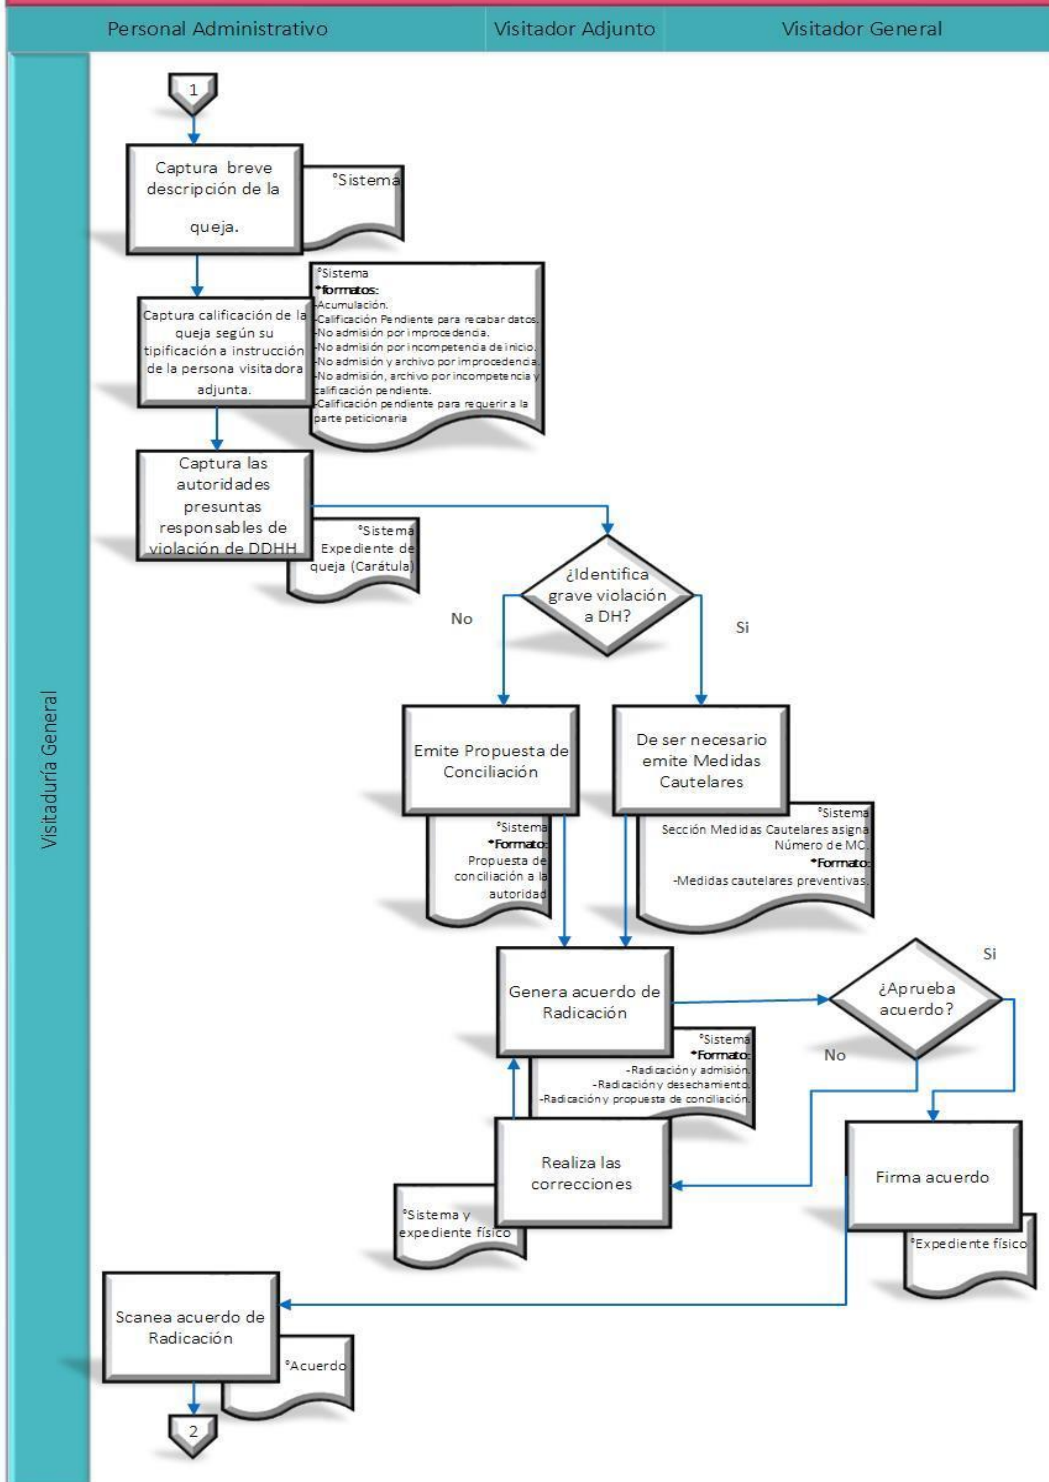 Personal Administrativo
Visitador Adjunto
Visitador General
Visitaduría General
1
Captura breve
descripción de la
queja.
°Sistema
Captura calificación de la
queja según su
tipificación a instrucción
de la persona visitadora
adjunta.
°Sistema
*formatos:
-Acumulación.
-Calificación Pendiente para recabar datos.
-No admisión por improcedencia.
-No admisión por incompetencia de inicio.
-No admisión y archivo por improcedencia.
-No admisión, archivo por incompetencia y
calificación pendiente.
-Calificación pendiente para requerir a la
parte peticionaria
Captura las
autoridades
presuntas
responsables de
violación de DDHH
°Sistema
Expediente de
queja (Carátula)
¿Identifica
grave violación
a DH?
No
Si
Emite Propuesta de
Conciliación
°Sistema
*Formato:
Propuesta de
conciliación a la
autoridad
De ser necesario
emite Medidas
Cautelares
°Sistema
Sección Medidas Cautelares asigna
Número de MC.
*Formato:
-Medidas cautelares preventivas.
Genera acuerdo de
Radicación
°Sistema
*Formato:
-Radicación y admisión.
-Radicación y desechamiento.
-Radicación y propuesta de conciliación.
¿Aprueba
acuerdo?
Si
No
Realiza las
correcciones
°Sistema y
expediente físico
Firma acuerdo
°Expediente físico
Scanea acuerdo de
Radicación
°Acuerdo
2